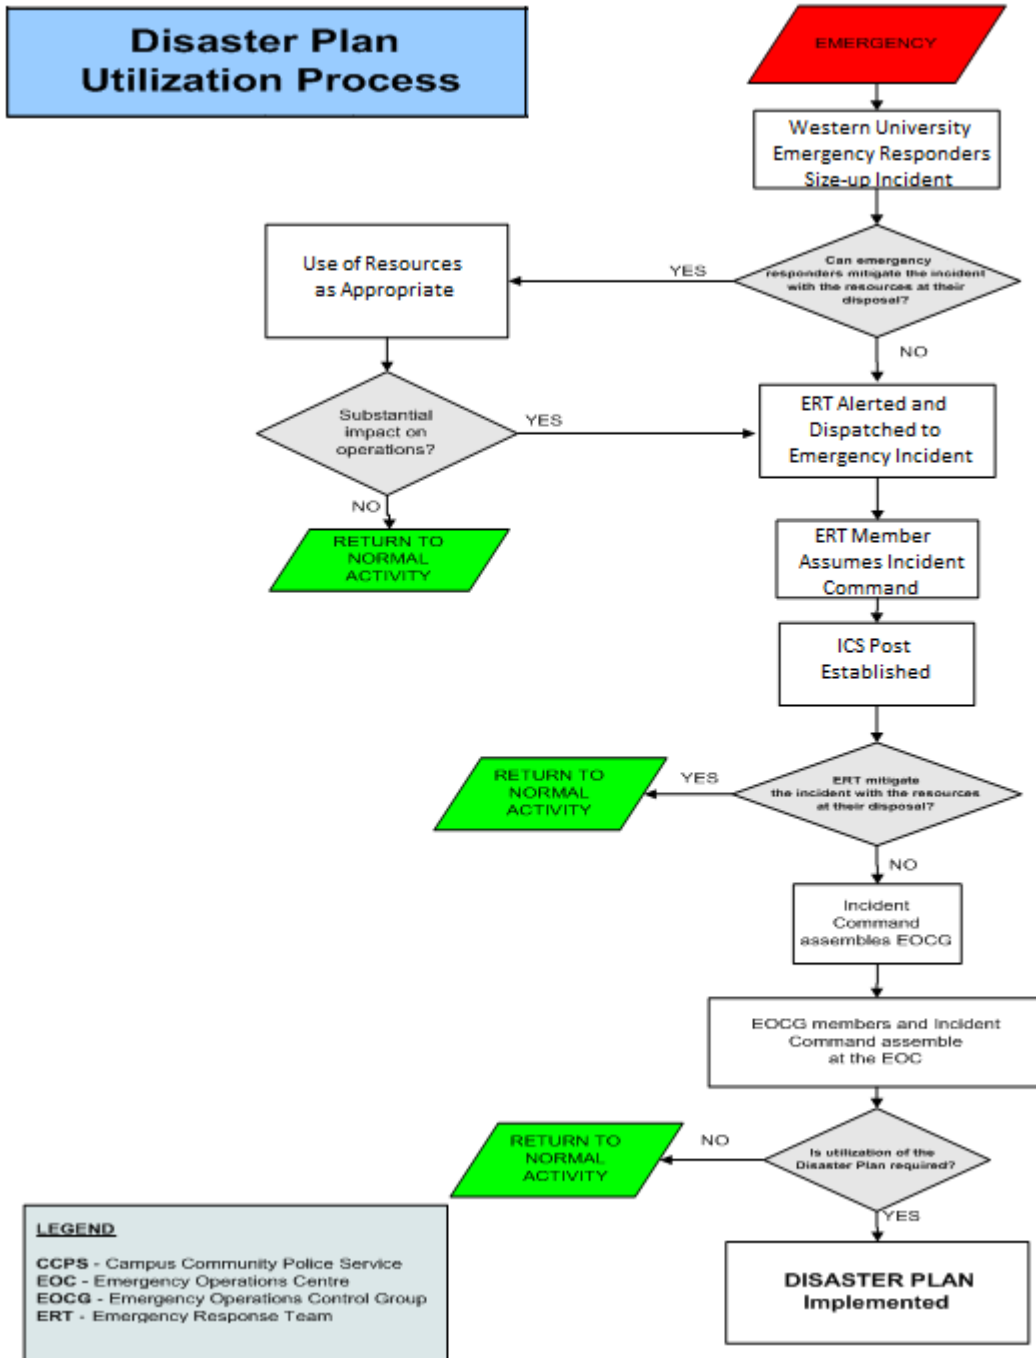 Disaster Plan
Utilization Process
EMERGENCY
Western University
Emergency Responders
Size-up Incident
Can emergency
responders mitigate the incident
with the resources at their
disposal?
YES
NO
Use of Resources
as Appropriate
Substantial
impact on
operations?
YES
NO
RETURN TO
NORMAL
ACTIVITY
ERT Alerted and
Dispatched to
Emergency Incident
ERT Member
Assumes Incident
Command
ICS Post
Established
ERT mitigate
the incident with the resources
at their disposal?
YES
RETURN TO
NORMAL
ACTIVITY
NO
Incident
Command
assembles EOCG
EOCG members and Incident
Command assemble
at the EOC
Is utilization of the
Disaster Plan required?
NO
RETURN TO
NORMAL
ACTIVITY
YES
DISASTER PLAN
Implemented
LEGEND
CCPS - Campus Community Police Service
EOC - Emergency Operations Centre
EOCG - Emergency Operations Control Group
ERT - Emergency Response Team